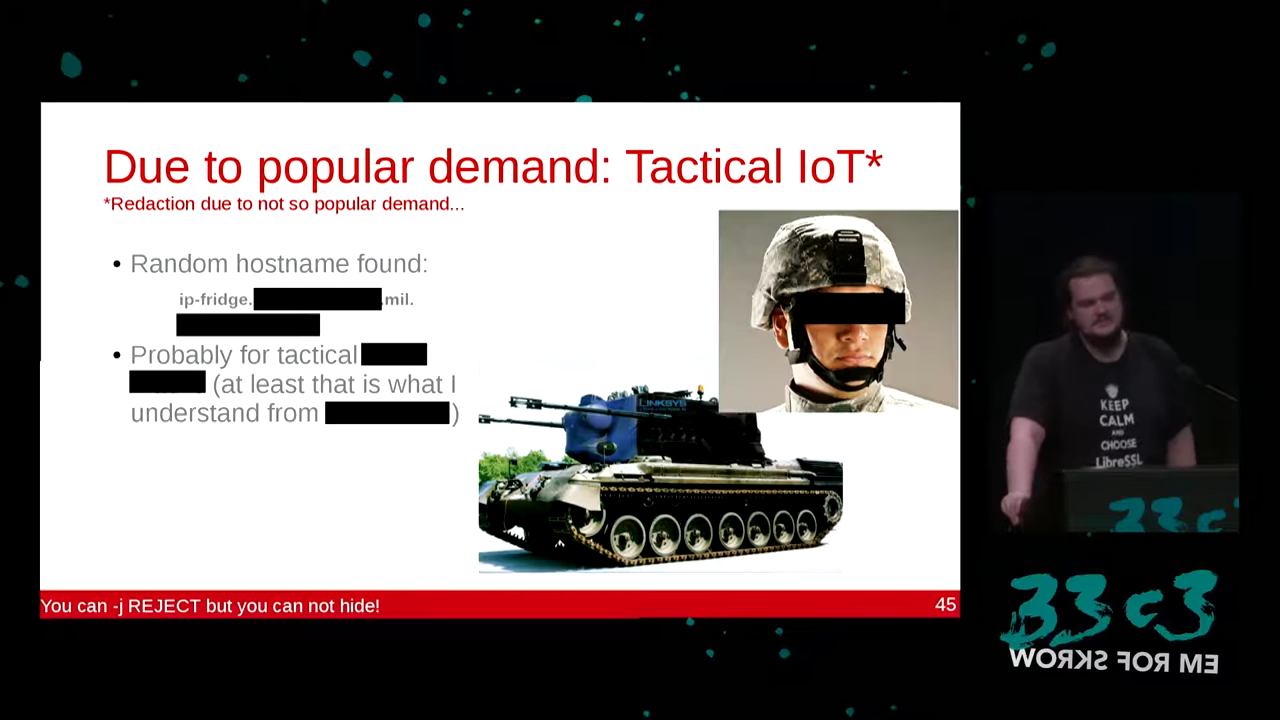 Due to popular demand: Tactical IoT*
*Redaction due to not so popular demand...
• Random hostname found:
ip-fridge. .mil.
• Probably for tactical
(at least that is what I
understand from )
LINKSYS
You can -j REJECT but you can not hide!
45
KEEP
CALM
AND
CHOOSE
LibreSSL
33c3
33c3
WORKS FOR ME